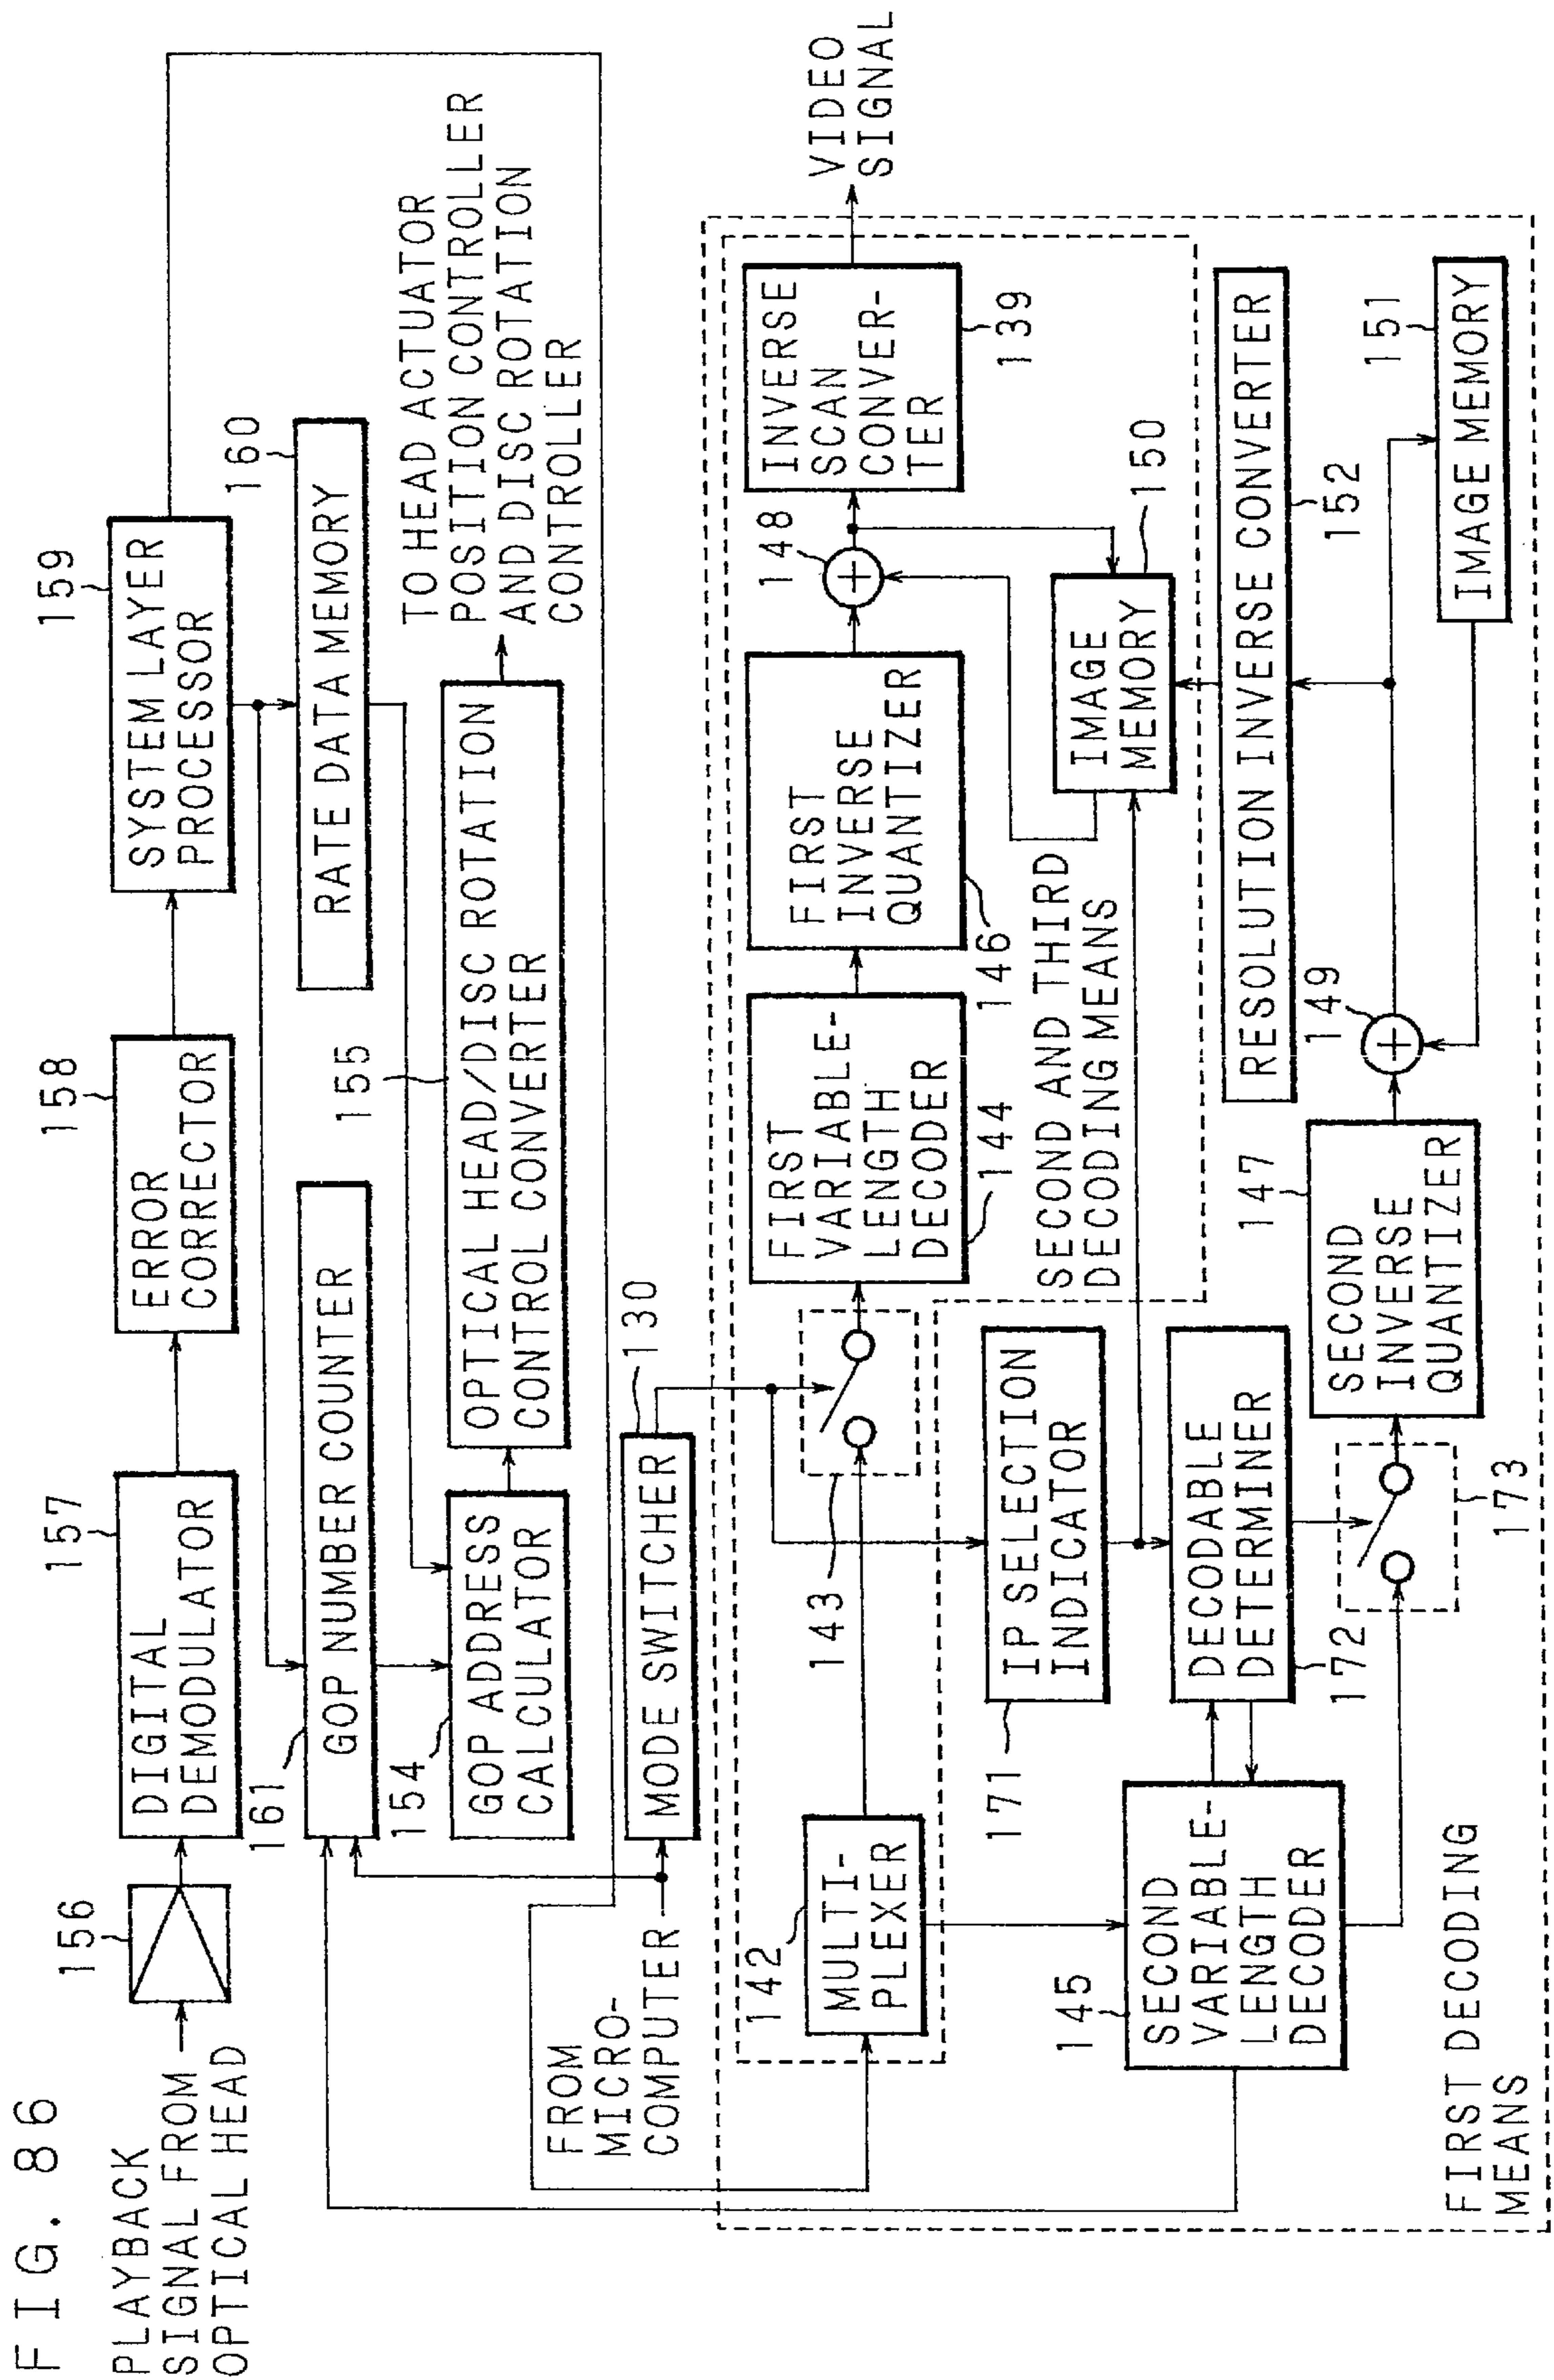 FIG. 86
PLAYBACK
SIGNAL FROM
OPTICAL HEAD
156
157
DIGITAL
DEMODULATOR
158
ERROR
CORRECTOR
159
SYSTEM LAYER
PROCESSOR
161
GOP NUMBER COUNTER
160
RATE DATA MEMORY
154
GOP ADDRESS
CALCULATOR
155
OPTICAL HEAD/DISC ROTATION
CONTROL CONVERTER
TO HEAD ACTUATOR
POSITION CONTROLLER
AND DISC ROTATION
CONTROLLER
FROM
MICRO-
COMPUTER
MODE SWITCHER
130
142
MULTI-
PLEXER
143
FIRST
VARIABLE-
LENGTH
DECODER
144
FIRST
INVERSE
QUANTIZER
146
148
+
INVERSE
SCAN
CONVER-
TER
139
VIDEO
SIGNAL
171
IP SELECTION
INDICATOR
SECOND AND THIRD
DECODING MEANS
IMAGE
MEMORY
150
145
SECOND
VARIABLE-
LENGTH
DECODER
DECODABLE
DETERMINER
172
173
147
SECOND
INVERSE
QUANTIZER
149
+
RESOLUTION INVERSE CONVERTER
152
151
IMAGE MEMORY
FIRST DECODING
MEANS